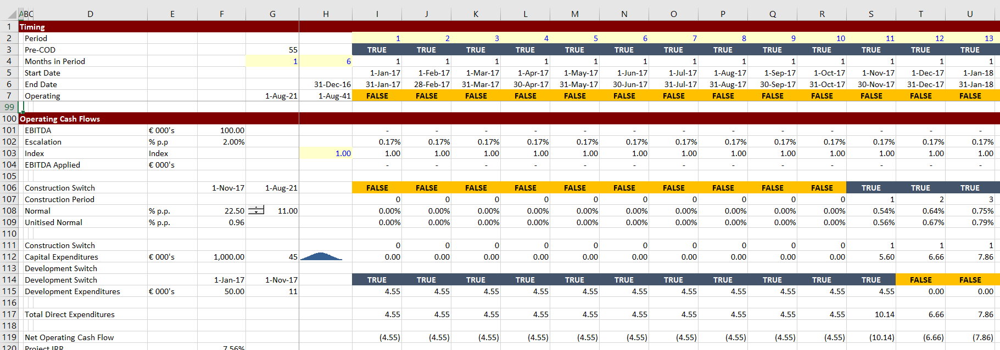 A B C D E F G H I J K L M N O P Q R S T U
1 Timing
2 Period 1 2 3 4 5 6 7 8 9 10 11 12 13
3 Pre-COD 55 TRUE TRUE TRUE TRUE TRUE TRUE TRUE TRUE TRUE TRUE TRUE TRUE TRUE
4 Months in Period 1 6 1 1 1 1 1 1 1 1 1 1 1 1 1
5 Start Date 1-Jan-17 1-Feb-17 1-Mar-17 1-Apr-17 1-May-17 1-Jun-17 1-Jul-17 1-Aug-17 1-Sep-17 1-Oct-17 1-Nov-17 1-Dec-17 1-Jan-18
6 End Date 31-Dec-16 31-Jan-17 28-Feb-17 31-Mar-17 30-Apr-17 31-May-17 30-Jun-17 31-Jul-17 31-Aug-17 30-Sep-17 31-Oct-17 30-Nov-17 31-Dec-17 31-Jan-18
7 Operating 1-Aug-21 1-Aug-41 FALSE FALSE FALSE FALSE FALSE FALSE FALSE FALSE FALSE FALSE FALSE FALSE FALSE
99
100 Operating Cash Flows
101 EBITDA € 000's 100.00 - - - - - - - - - - - - -
102 Escalation % p.p 2.00% 0.17% 0.17% 0.17% 0.17% 0.17% 0.17% 0.17% 0.17% 0.17% 0.17% 0.17% 0.17% 0.17%
103 Index Index 1.00 1.00 1.00 1.00 1.00 1.00 1.00 1.00 1.00 1.00 1.00 1.00 1.00 1.00
104 EBITDA Applied € 000's - - - - - - - - - - - - -
105
106 Construction Switch 1-Nov-17 1-Aug-21 FALSE FALSE FALSE FALSE FALSE FALSE FALSE FALSE FALSE FALSE TRUE TRUE TRUE
107 Construction Period 0 0 0 0 0 0 0 0 0 0 1 2 3
108 Normal % p.p. 22.50 11.00 0.00% 0.00% 0.00% 0.00% 0.00% 0.00% 0.00% 0.00% 0.00% 0.00% 0.54% 0.64% 0.75%
109 Unitised Normal % p.p. 0.96 0.00% 0.00% 0.00% 0.00% 0.00% 0.00% 0.00% 0.00% 0.00% 0.00% 0.56% 0.67% 0.79%
110
111 Construction Switch 0 0 0 0 0 0 0 0 0 0 1 1 1
112 Capital Expenditures € 000's 1,000.00 45 0.00 0.00 0.00 0.00 0.00 0.00 0.00 0.00 0.00 0.00 5.60 6.66 7.86
113 Development Switch
114 Development Switch 1-Jan-17 1-Nov-17 TRUE TRUE TRUE TRUE TRUE TRUE TRUE TRUE TRUE TRUE TRUE FALSE FALSE
115 Development Expenditures € 000's 50.00 11 4.55 4.55 4.55 4.55 4.55 4.55 4.55 4.55 4.55 4.55 4.55 0.00 0.00
116
117 Total Direct Expenditures 4.55 4.55 4.55 4.55 4.55 4.55 4.55 4.55 4.55 4.55 10.14 6.66 7.86
118
119 Net Operating Cash Flow (4.55) (4.55) (4.55) (4.55) (4.55) (4.55) (4.55) (4.55) (4.55) (4.55) (10.14) (6.66) (7.86)
120 Project IRR 7.56%